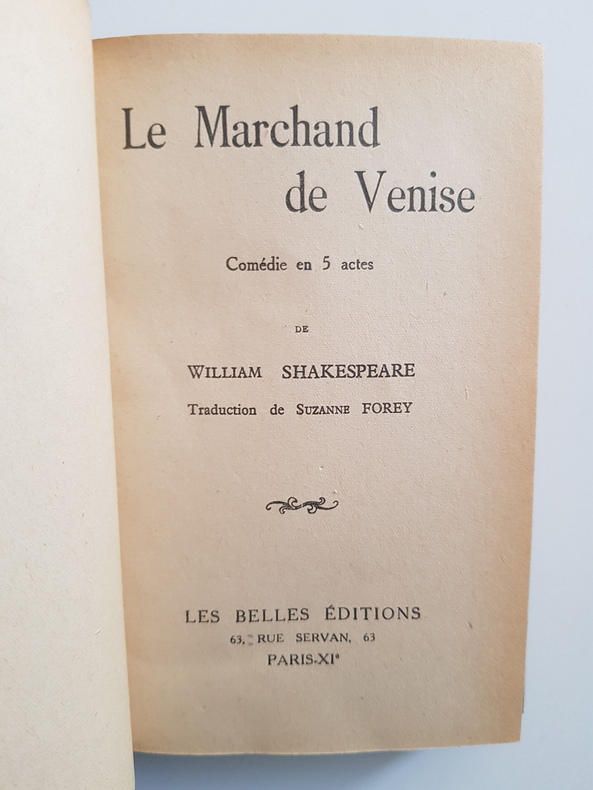 Le Marchand
de Venise
Comédie en 5 actes
DE
WILLIAM SHAKESPEARE
Traduction de SUZANNE FOREY
LES BELLES ÉDITIONS
63, RUE SERVAN, 63
PARIS-XIe